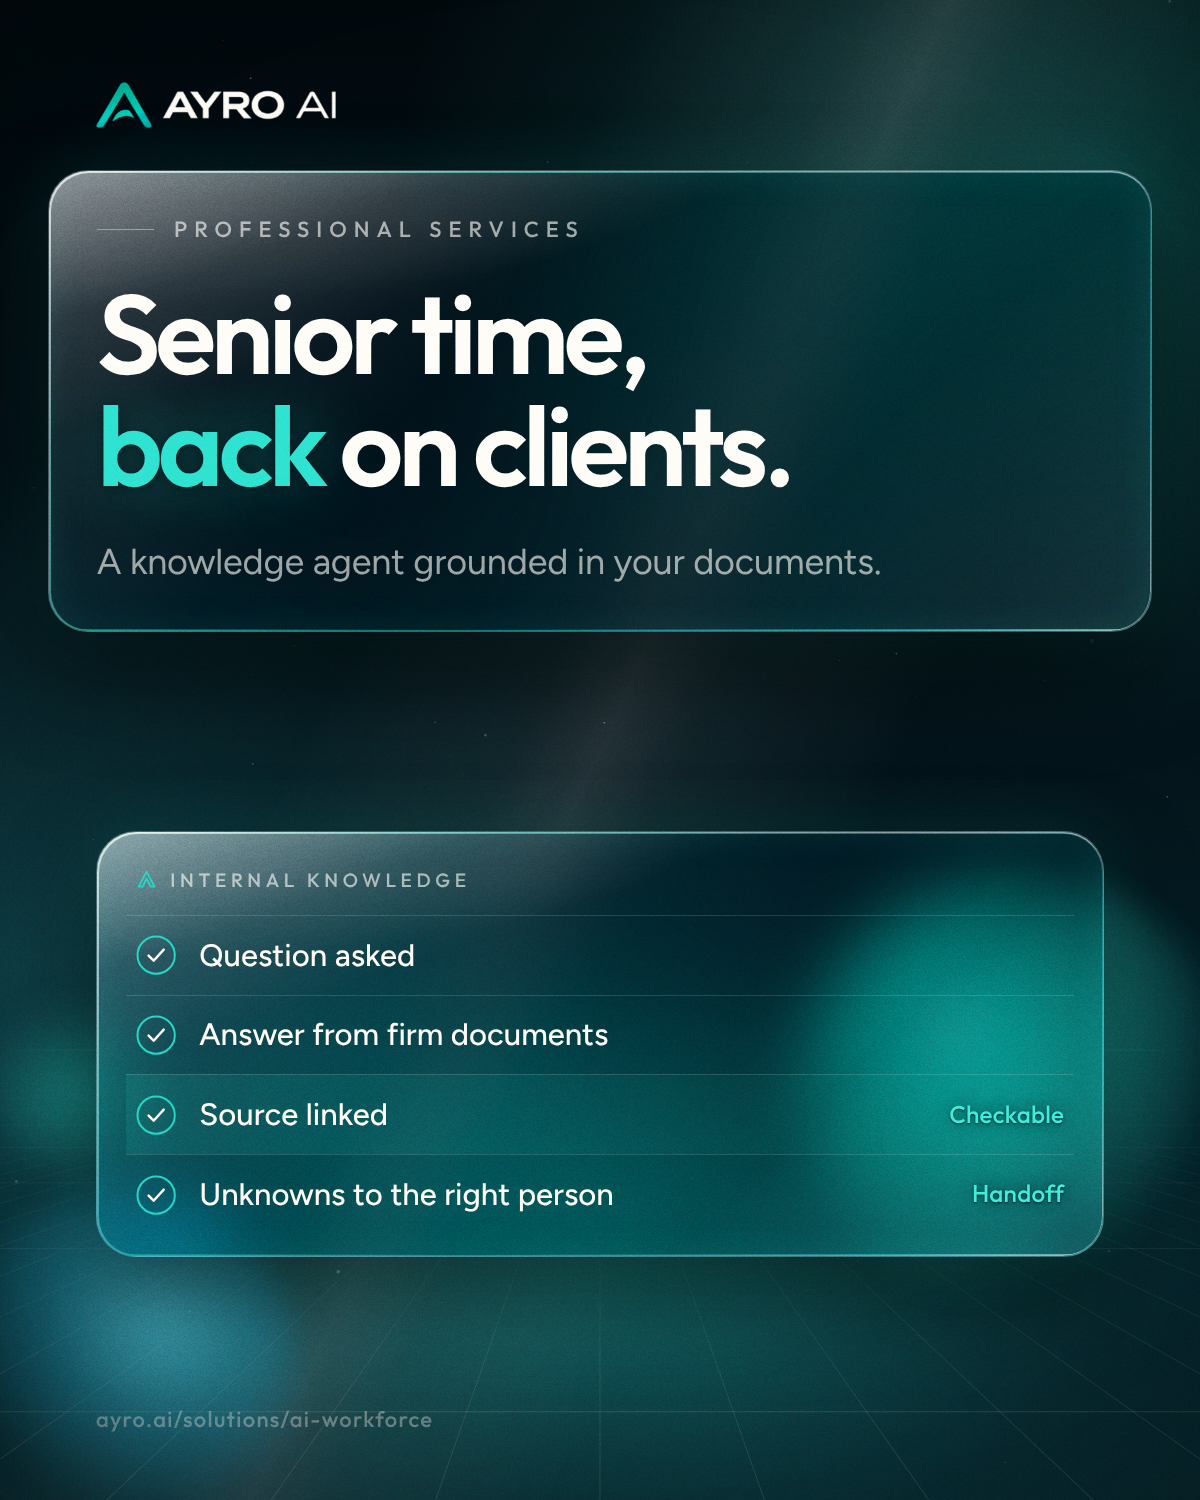 AYRO AI
PROFESSIONAL SERVICES
Senior time,
back on clients.
A knowledge agent grounded in your documents.
INTERNAL KNOWLEDGE
Question asked
Answer from firm documents
Source linked
Checkable
Unknowns to the right person
Handoff
ayro.ai/solutions/ai-workforce